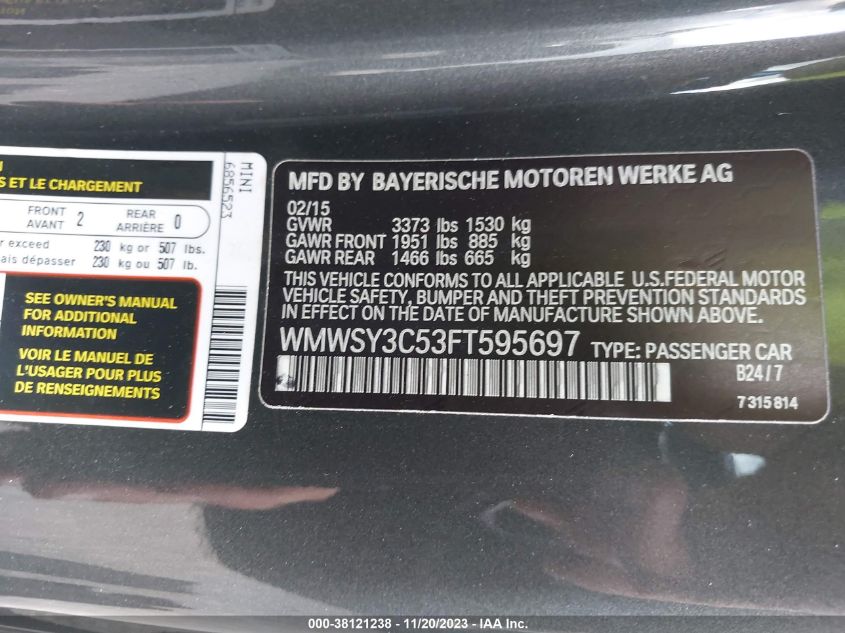 S ET LE CHARGEMENT
FRONT
AVANT 2 REAR
ARRIÈRE 0
exceed 230 kg or 507 lbs.
ais dépasser 230 kg ou 507 lb.
SEE OWNER'S MANUAL
FOR ADDITIONAL
INFORMATION
VOIR LE MANUEL DE
L'USAGER POUR PLUS
DE RENSEIGNEMENTS
MINI
6856523
MFD BY BAYERISCHE MOTOREN WERKE AG
02/15
GVWR 3373 lbs 1530 kg
GAWR FRONT 1951 lbs 885 kg
GAWR REAR 1466 lbs 665 kg
THIS VEHICLE CONFORMS TO ALL APPLICABLE U.S.FEDERAL MOTOR
VEHICLE SAFETY, BUMPER AND THEFT PREVENTION STANDARDS
IN EFFECT ON THE DATE OF MANUFACTURE SHOWN ABOVE.
WMWSY3C53FT595697 TYPE: PASSENGER CAR
B24/7
7315814
000-38121238 - 11/20/2023 - IAA Inc.